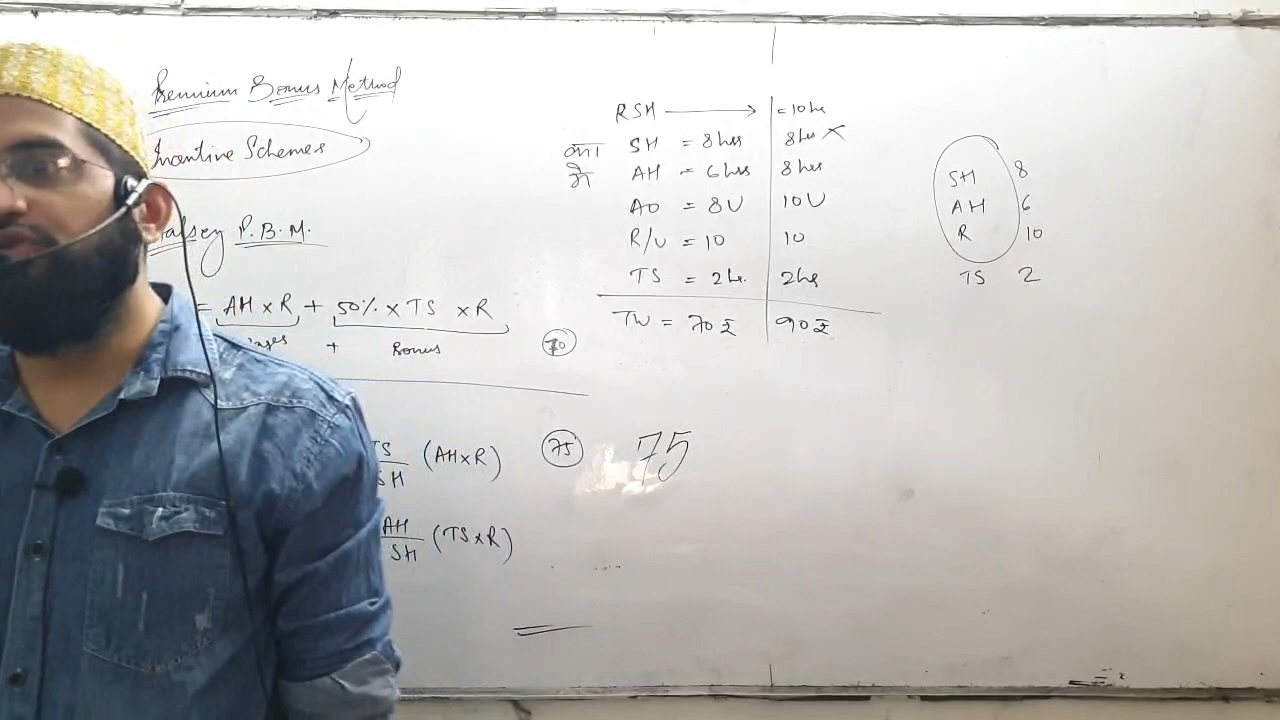 Premium Bonus Method
Incentive Schemes
Halsey P.B.M.
= AH x R + 50% x TS x R
+ Bonus
70
TS/SH (AH x R)
75
AH/SH (TS x R)
RSH → = 10 hr
SH = 8 hrs 8 hrs x
AH = 6 hrs 8 hrs
AO = 8U 10U
R/U = 10 10
TS = 2 hr. 2 hrs
TW = 70 ₹ 90 ₹
75
SH 8
AH 6
R 10
TS 2